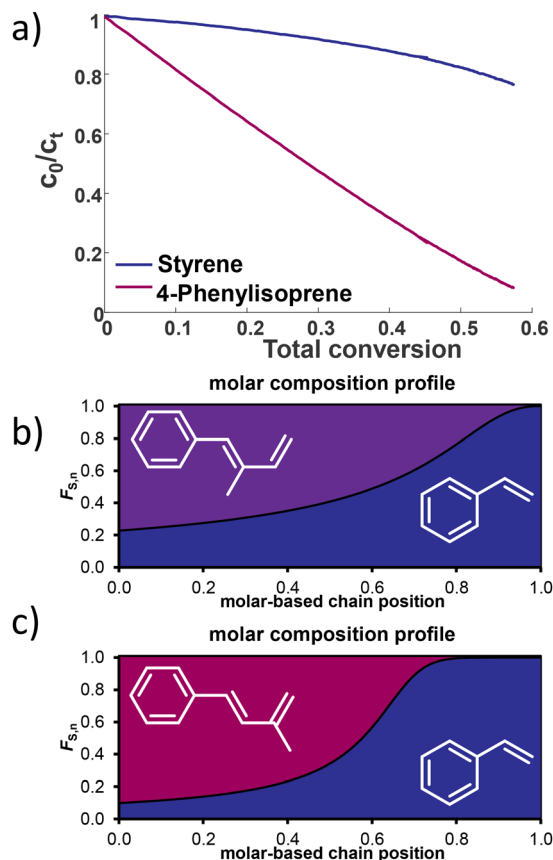 a)
1
0.8
0.6
0.4
0.2
0
c₀/cₜ
Styrene
4-Phenylisoprene
0 0.1 0.2 0.3 0.4 0.5 0.6
Total conversion
molar composition profile
b)
1.0
0.8
0.6
0.4
0.2
0.0
F_S,n
0.0 0.2 0.4 0.6 0.8 1.0
molar-based chain position
c)
molar composition profile
1.0
0.8
0.6
0.4
0.2
0.0
F_S,n
0.0 0.2 0.4 0.6 0.8 1.0
molar-based chain position